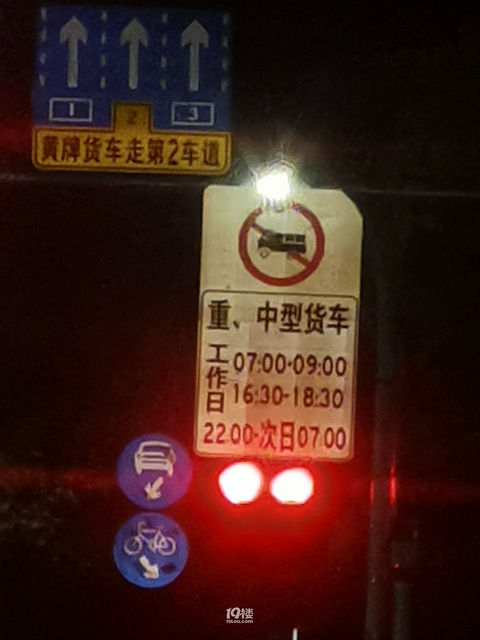 1 2 3
黄牌货车走第2车道
重、中型货车
工作日
07:00-09:00
16:30-18:30
22:00-次日07:00
19楼
19lou.com